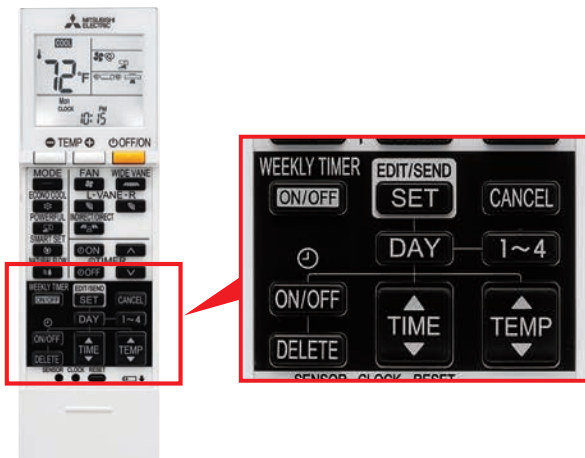 MITSUBISHI
ELECTRIC
COOL
72°F
Mon
CLOCK PM
10:15
TEMP OFF/ON
MODE FAN WIDE VANE
ECONO COOL L-VANE-R
POWERFUL INDIRECT/DIRECT
SMART SET ON
TIMER
OFF
WEEKLY TIMER EDIT/SEND
ON/OFF SET CANCEL
DAY 1~4
ON/OFF TIME TEMP
DELETE
SENSOR CLOCK RESET
WEEKLY TIMER EDIT/SEND
ON/OFF SET CANCEL
DAY 1~4
ON/OFF TIME TEMP
DELETE
SENSOR CLOCK RESET